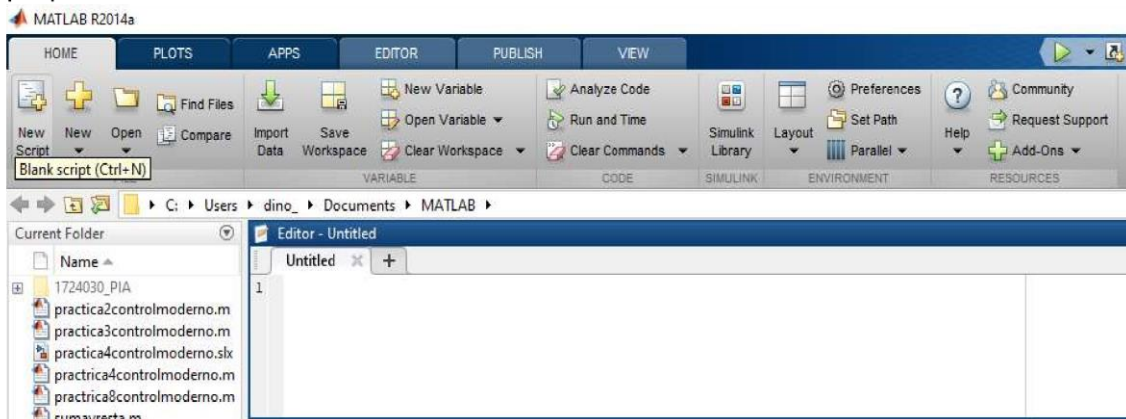 MATLAB R2014a
HOME PLOTS APPS EDITOR PUBLISH VIEW
New Script
New
Open
Find Files
Compare
Import Data
Save Workspace
New Variable
Open Variable
Clear Workspace
Analyze Code
Run and Time
Clear Commands
Simulink Library
Layout
Preferences
Set Path
Parallel
Help
Community
Request Support
Add-Ons
Blank script (Ctrl+N)
VARIABLE CODE SIMULINK ENVIRONMENT RESOURCES
C: Users dino_ Documents MATLAB
Current Folder
Name
1724030_PIA
practica2controlmoderno.m
practica3controlmoderno.m
practica4controlmoderno.slx
practrica4controlmoderno.m
practrica8controlmoderno.m
sumayresta.m
Editor - Untitled
Untitled +
1